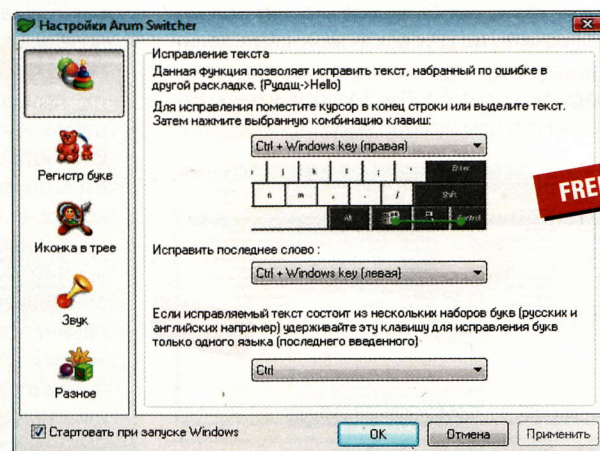 Настройки Arum Switcher
Исправление текста
Данная функция позволяет исправить текст, набранный по ошибке в
другой раскладке. (Руддщ->Hello)
Для исправления поместите курсор в конец строки или выделите текст.
Затем нажмите выбранную комбинацию клавиш:
Ctrl + Windows key (правая)
j k l ; ' Enter
n m , . / Shift
Alt Control
FREE
Регистр букв
Иконка в трее
Исправить последнее слово :
Ctrl + Windows key (левая)
Звук
Если исправляемый текст состоит из нескольких наборов букв (русских и
английских например) удерживайте эту клавишу для исправления букв
только одного языка (последнего введенного)
Ctrl
Разное
Стартовать при запуске Windows
OK
Отмена
Применить